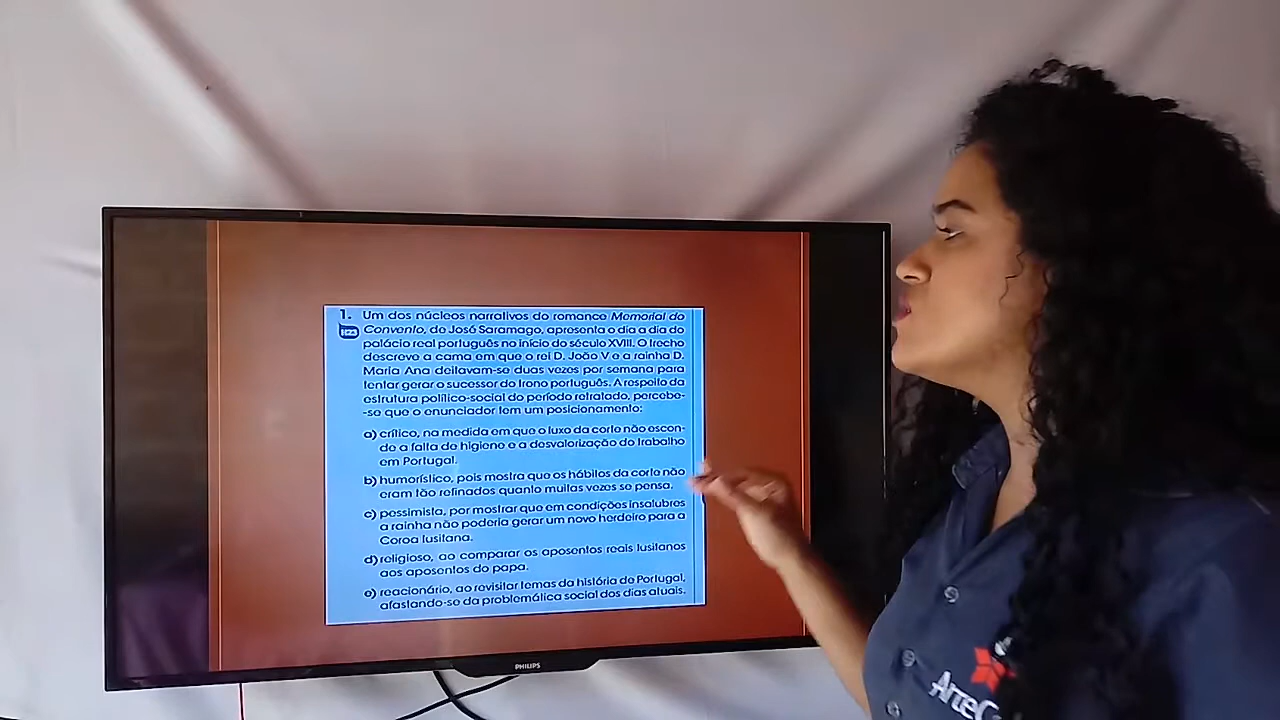 1. Um dos núcleos narrativos do romance Memorial do
H23 Convento, de José Saramago, apresenta o dia a dia do
palácio real português no início do século XVIII. O trecho
descreve a cama em que o rei D. João V e a rainha D.
Maria Ana deitavam-se duas vezes por semana para
tentar gerar o sucessor do trono português. A respeito da
estrutura político-social do período retratado, percebe-
-se que o enunciador tem um posicionamento:
a) crítico, na medida em que o luxo da corte não escon-
de a falta de higiene e a desvalorização do trabalho
em Portugal.
b) humorístico, pois mostra que os hábitos da corte não
eram tão refinados quanto muitas vezes se pensa.
c) pessimista, por mostrar que em condições insalubres
a rainha não poderia gerar um novo herdeiro para a
Coroa lusitana.
d) religioso, ao comparar os aposentos reais lusitanos
aos aposentos do papa.
e) reacionário, ao revisitar temas da história de Portugal,
afastando-se da problemática social dos dias atuais.
PHILIPS